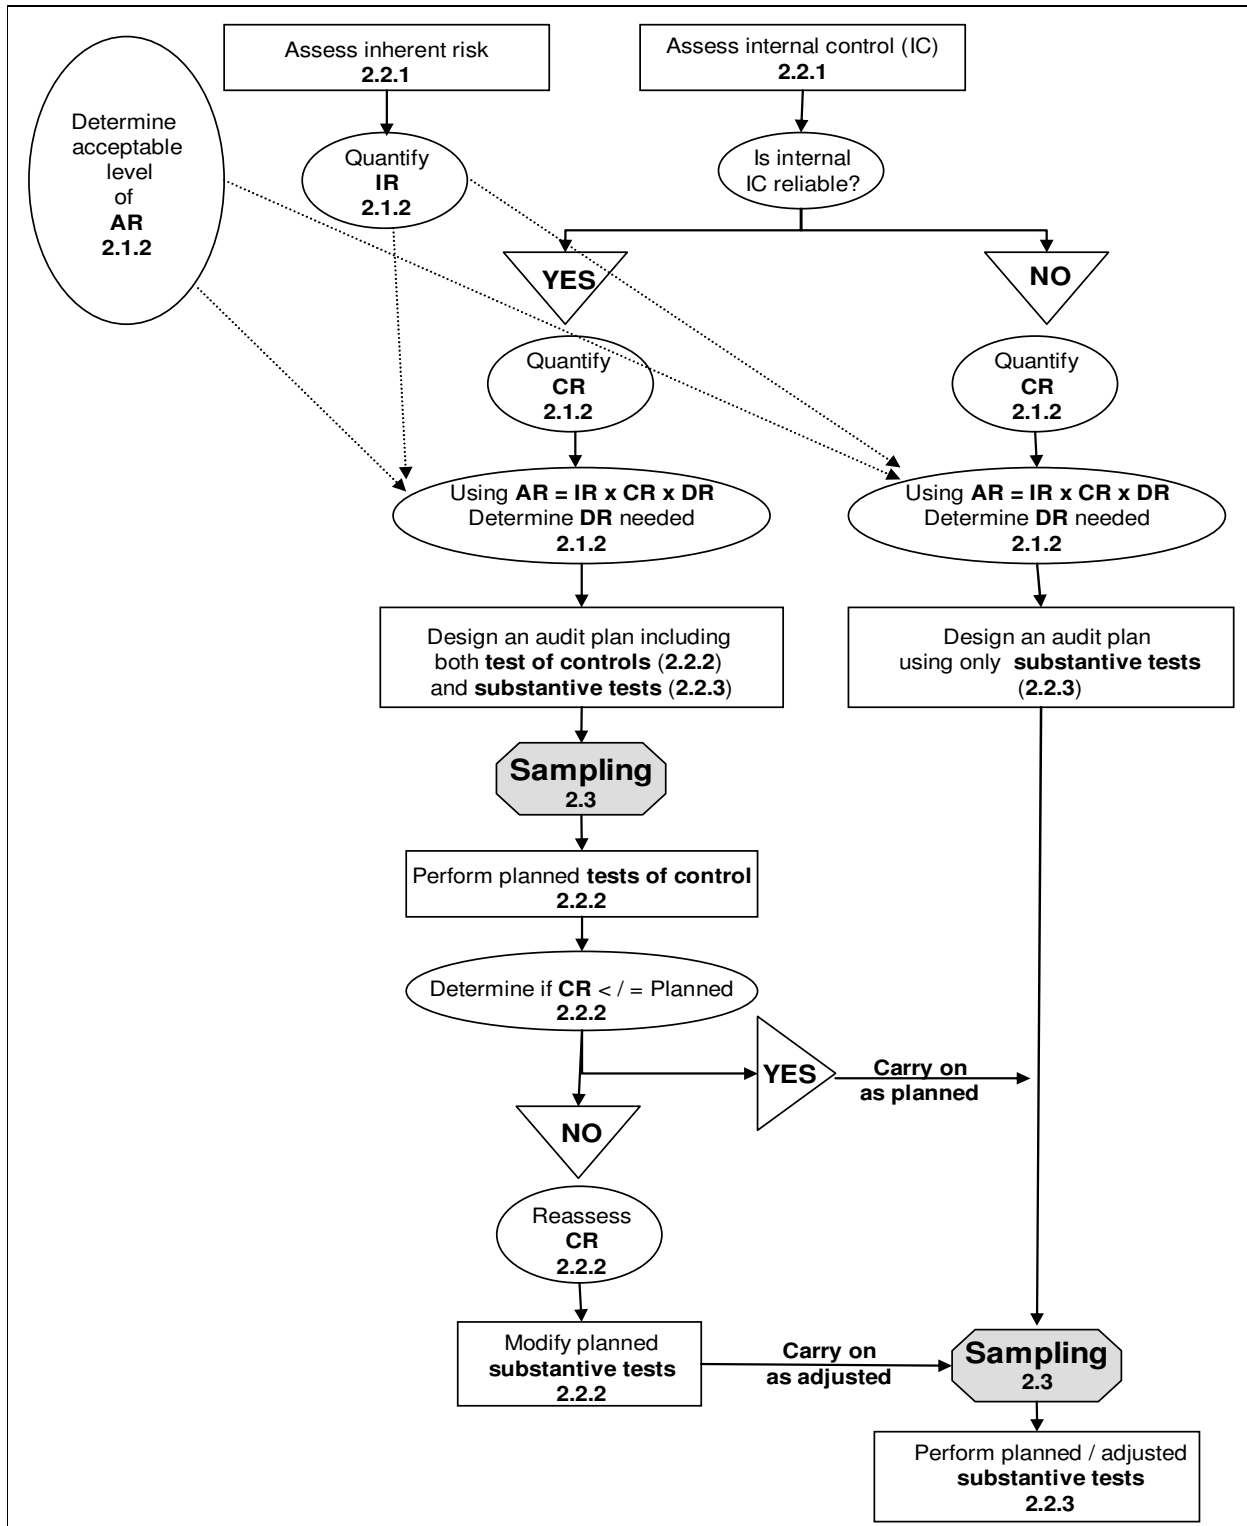 Assess inherent risk
2.2.1
Assess internal control (IC)
2.2.1
Determine
acceptable
level
of
AR
2.1.2
Quantify
IR
2.1.2
Is internal
IC reliable?
YES
NO
Quantify
CR
2.1.2
Quantify
CR
2.1.2
Using AR = IR x CR x DR
Determine DR needed
2.1.2
Using AR = IR x CR x DR
Determine DR needed
2.1.2
Design an audit plan including
both test of controls (2.2.2)
and substantive tests (2.2.3)
Design an audit plan
using only substantive tests
(2.2.3)
Sampling
2.3
Perform planned tests of control
2.2.2
Determine if CR < / = Planned
2.2.2
YES
Carry on
as planned
NO
Reassess
CR
2.2.2
Modify planned
substantive tests
2.2.2
Carry on
as adjusted
Sampling
2.3
Perform planned / adjusted
substantive tests
2.2.3